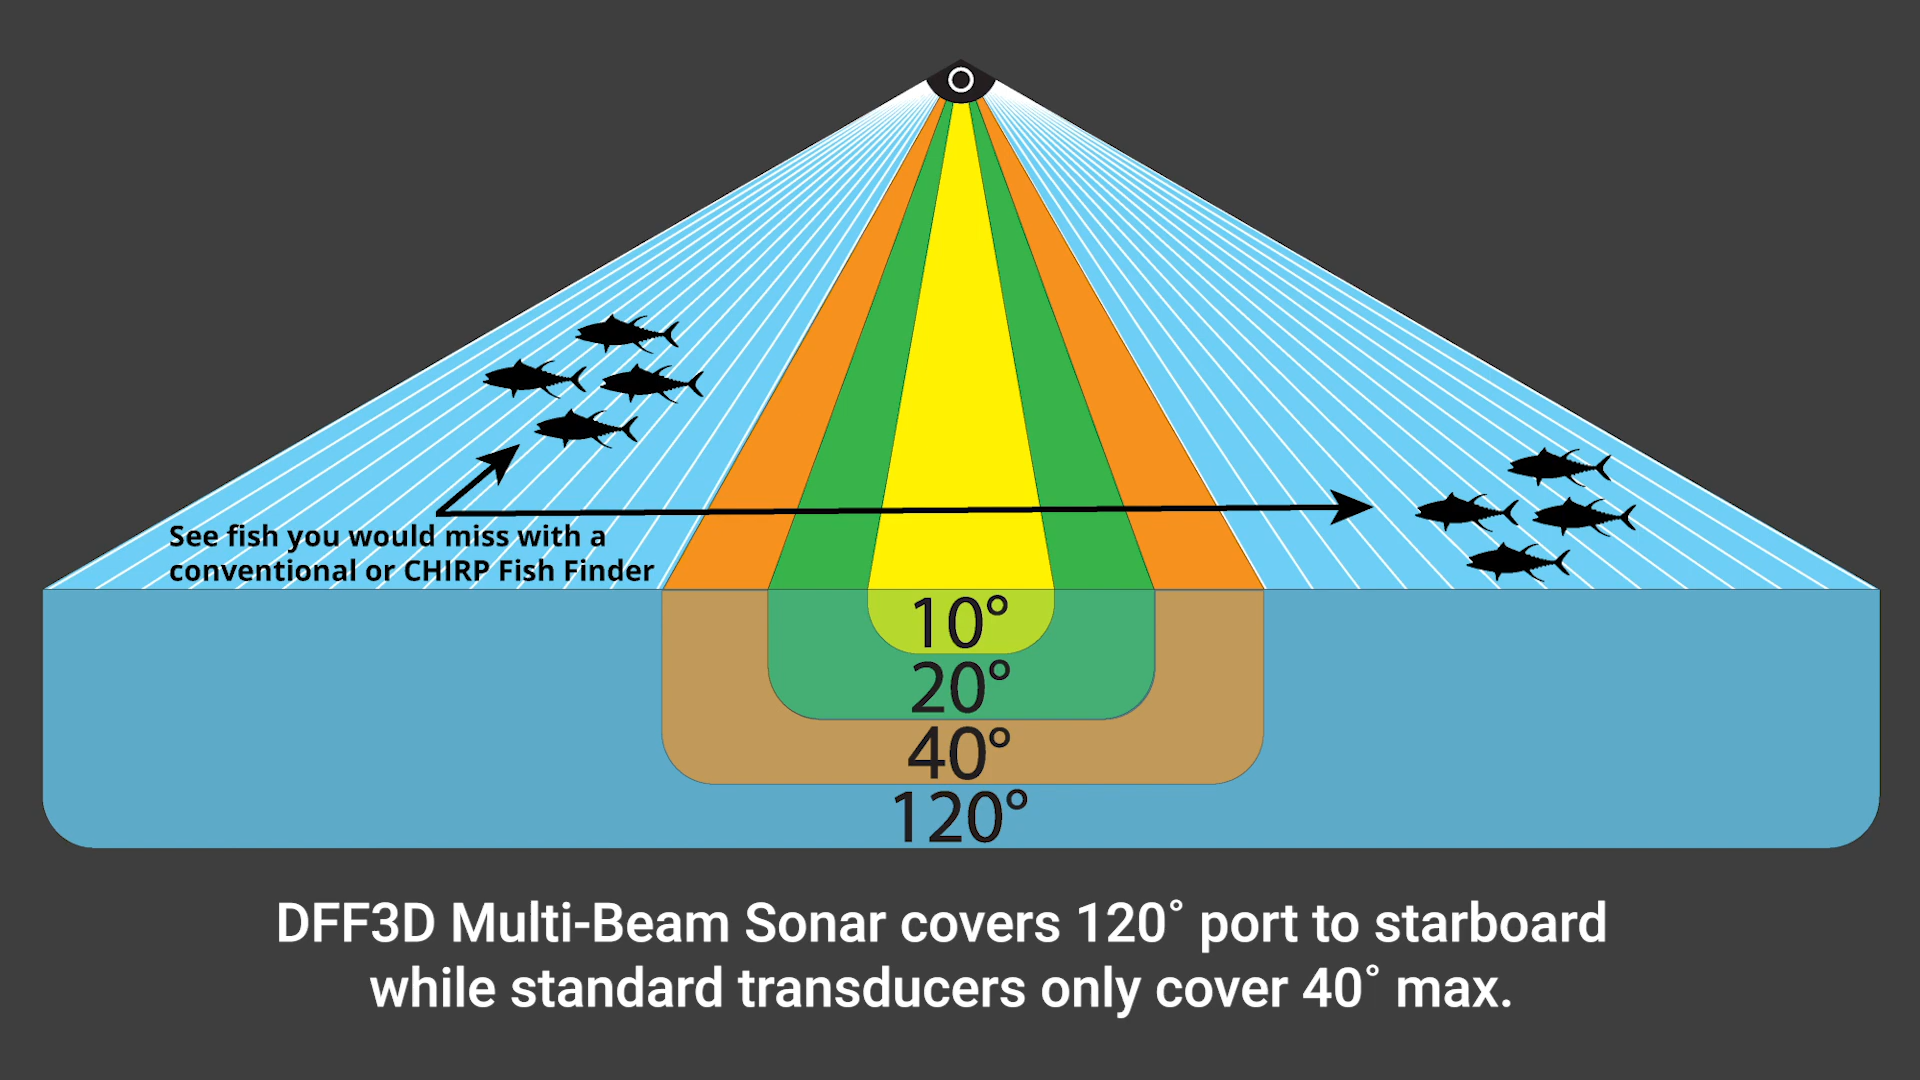 See fish you would miss with a
conventional or CHIRP Fish Finder
10°
20°
40°
120°
DFF3D Multi-Beam Sonar covers 120° port to starboard
while standard transducers only cover 40° max.